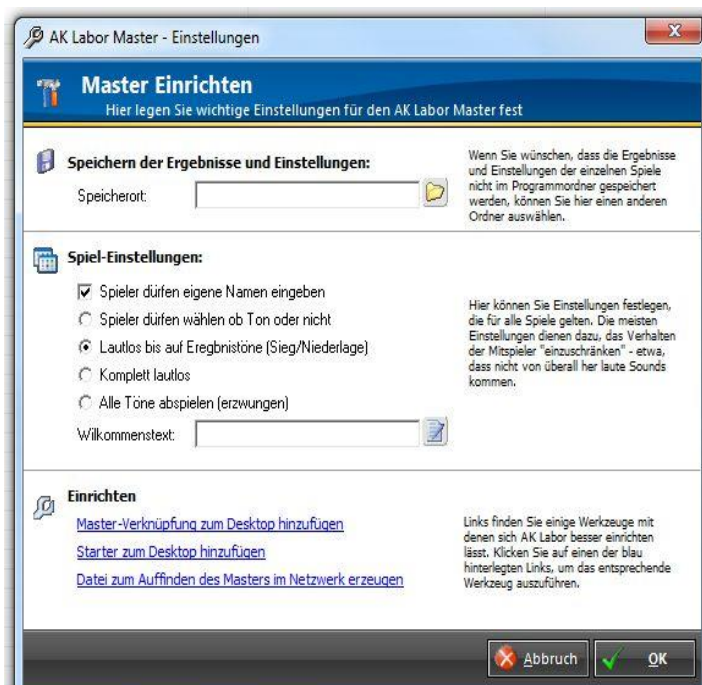 AK Labor Master - Einstellungen
Master Einrichten
Hier legen Sie wichtige Einstellungen für den AK Labor Master fest
Speichern der Ergebnisse und Einstellungen:
Speicherort:
Wenn Sie wünschen, dass die Ergebnisse
und Einstellungen der einzelnen Spiele
nicht im Programmordner gespeichert
werden, können Sie hier einen anderen
Ordner auswählen.
Spiel-Einstellungen:
Spieler dürfen eigene Namen eingeben
Spieler dürfen wählen ob Ton oder nicht
Lautlos bis auf Eregbnistöne (Sieg/Niederlage)
Komplett lautlos
Alle Töne abspielen (erzwungen)
Wilkommenstext:
Hier können Sie Einstellungen festlegen,
die für alle Spiele gelten. Die meisten
Einstellungen dienen dazu, das Verhalten
der Mitspieler "einzuschränken" - etwa,
dass nicht von überall her laute Sounds
kommen.
Einrichten
Master-Verknüpfung zum Desktop hinzufügen
Starter zum Desktop hinzufügen
Datei zum Auffinden des Masters im Netzwerk erzeugen
Links finden Sie einige Werkzeuge mit
denen sich AK Labor besser einrichten
lässt. Klicken Sie auf einen der blau
hinterlegten Links, um das entsprechende
Werkzeug auszuführen.
Abbruch
OK